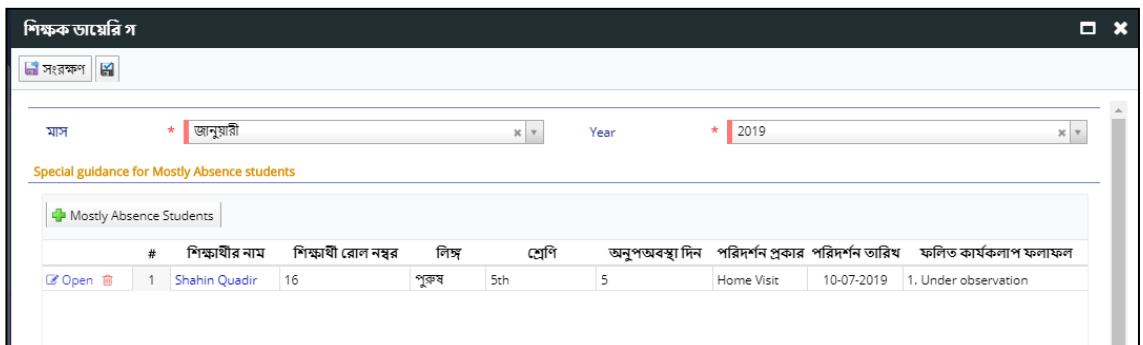 শিক্ষক ডায়েরি গ
সংরক্ষণ
মাস * জানুয়ারী Year * 2019
Special guidance for Mostly Absence students
Mostly Absence Students
# শিক্ষার্থীর নাম শিক্ষার্থী রোল নম্বর লিঙ্গ শ্রেণি অনুপঅবস্থা দিন পরিদর্শন প্রকার পরিদর্শন তারিখ ফলিত কার্যকলাপ ফলাফল
Open 1 Shahin Quadir 16 পুরুষ 5th 5 Home Visit 10-07-2019 1. Under observation